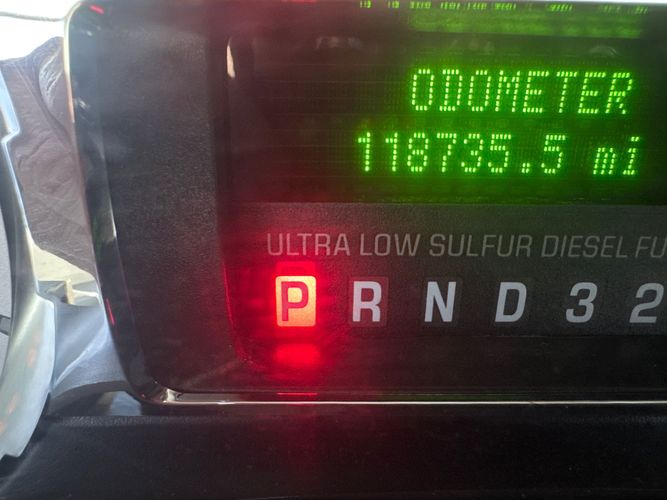 ODOMETER
118735.5 mi
ULTRA LOW SULFUR DIESEL FU
P R N D 3 2